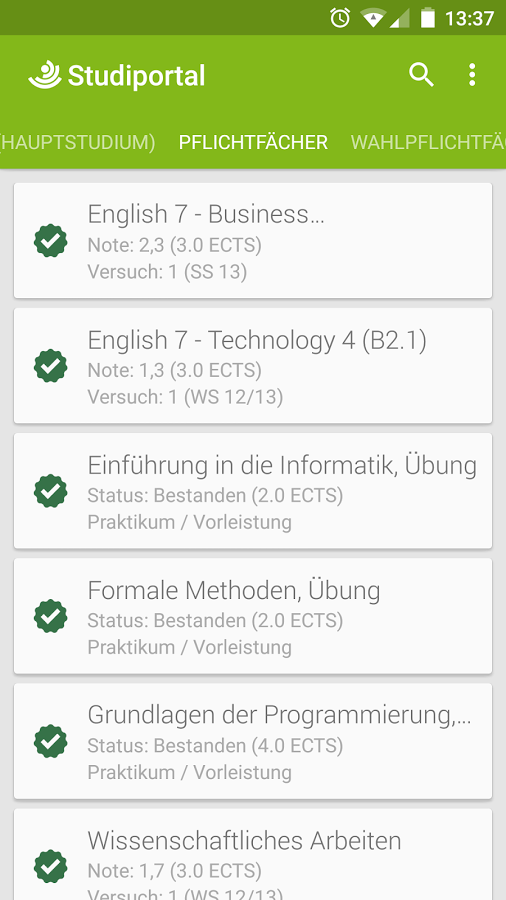 13:37
Studiportal
(HAUPTSTUDIUM) PFLICHTFÄCHER WAHLPFLICHTFÄ
English 7 - Business...
Note: 2,3 (3.0 ECTS)
Versuch: 1 (SS 13)
English 7 - Technology 4 (B2.1)
Note: 1,3 (3.0 ECTS)
Versuch: 1 (WS 12/13)
Einführung in die Informatik, Übung
Status: Bestanden (2.0 ECTS)
Praktikum / Vorleistung
Formale Methoden, Übung
Status: Bestanden (2.0 ECTS)
Praktikum / Vorleistung
Grundlagen der Programmierung,...
Status: Bestanden (4.0 ECTS)
Praktikum / Vorleistung
Wissenschaftliches Arbeiten
Note: 1,7 (3.0 ECTS)
Versuch: 1 (WS 12/13)